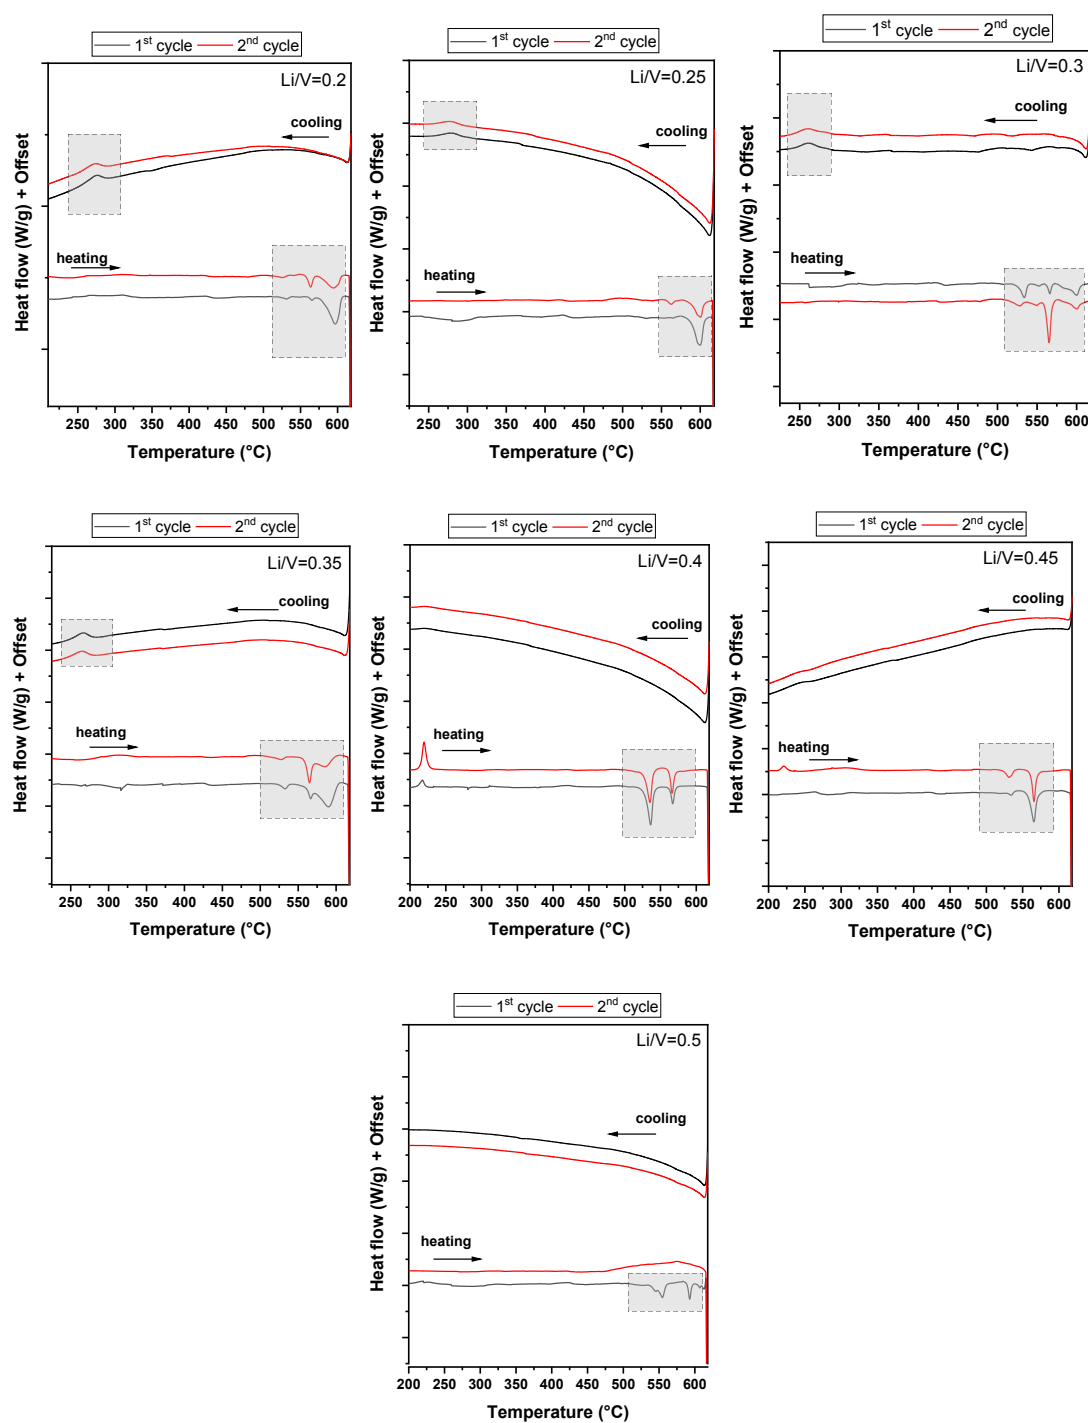 1st cycle 2nd cycle
Li/V=0.2
cooling
heating
Heat flow (W/g) + Offset
250 300 350 400 450 500 550 600
Temperature (°C)
1st cycle 2nd cycle
Li/V=0.25
cooling
heating
Heat flow (W/g) + Offset
250 300 350 400 450 500 550 600
Temperature (°C)
1st cycle 2nd cycle
Li/V=0.3
cooling
heating
Heat flow (W/g) + Offset
250 300 350 400 450 500 550 600
Temperature (°C)
1st cycle 2nd cycle
Li/V=0.35
cooling
heating
Heat flow (W/g) + Offset
250 300 350 400 450 500 550 600
Temperature (°C)
1st cycle 2nd cycle
Li/V=0.4
cooling
heating
Heat flow (W/g) + Offset
200 250 300 350 400 450 500 550 600
Temperature (°C)
1st cycle 2nd cycle
Li/V=0.45
cooling
heating
Heat flow (W/g) + Offset
200 250 300 350 400 450 500 550 600
Temperature (°C)
1st cycle 2nd cycle
Li/V=0.5
cooling
heating
Heat flow (W/g) + Offset
200 250 300 350 400 450 500 550 600
Temperature (°C)